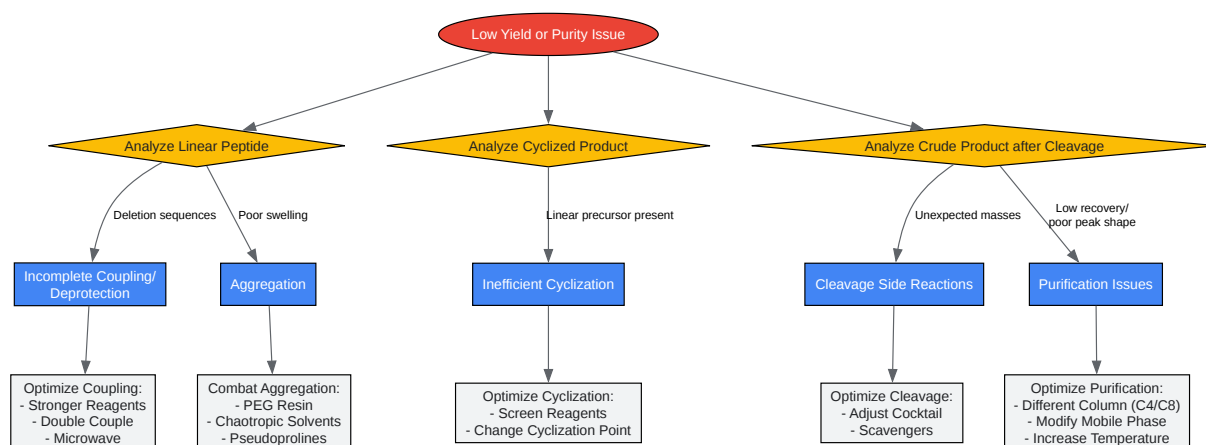 Low Yield or Purity Issue
Analyze Linear Peptide
Analyze Cyclized Product
Analyze Crude Product after Cleavage
Deletion sequences
Poor swelling
Linear precursor present
Unexpected masses
Low recovery/
poor peak shape
Incomplete Coupling/
Deprotection
Aggregation
Inefficient Cyclization
Cleavage Side Reactions
Purification Issues
Optimize Coupling:
- Stronger Reagents
- Double Couple
- Microwave
Combat Aggregation:
- PEG Resin
- Chaotropic Solvents
- Pseudoprolines
Optimize Cyclization:
- Screen Reagents
- Change Cyclization Point
Optimize Cleavage:
- Adjust Cocktail
- Scavengers
Optimize Purification:
- Different Column (C4/C8)
- Modify Mobile Phase
- Increase Temperature